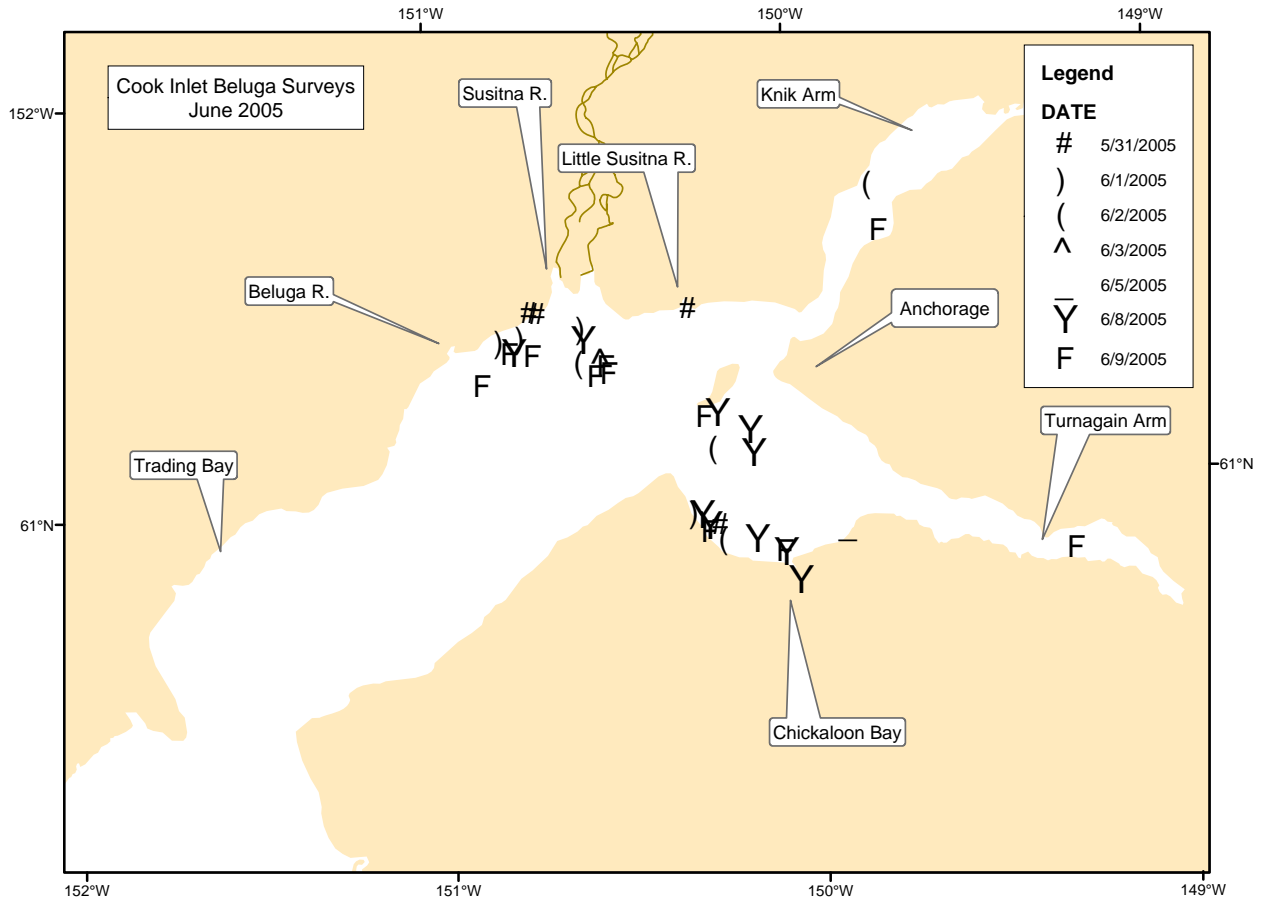 151°W
150°W
149°W
Cook Inlet Beluga Surveys
June 2005
Susitna R.
Knik Arm
Little Susitna R.
Beluga R.
Anchorage
Trading Bay
Turnagain Arm
Chickaloon Bay
Legend
DATE
# 5/31/2005
) 6/1/2005
( 6/2/2005
^ 6/3/2005
_ 6/5/2005
Y 6/8/2005
F 6/9/2005
152°W
61°N
61°N
152°W
151°W
150°W
149°W